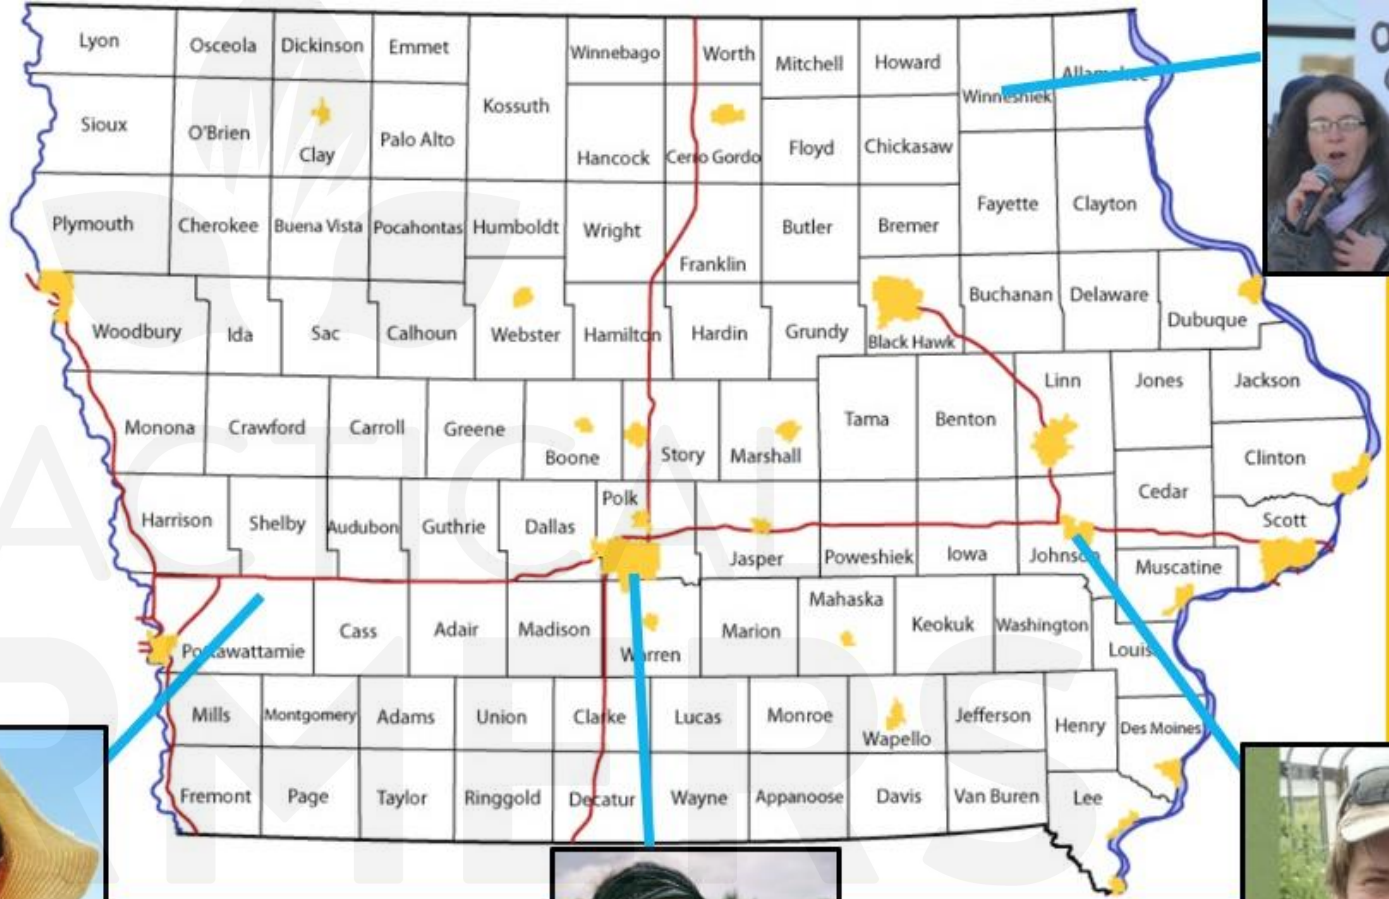 Lyon Osceola Dickinson Emmet Kossuth Winnebago Worth Mitchell Howard Winneshiek Allamakee
Sioux O'Brien Clay Palo Alto Hancock Cerro Gordo Floyd Chickasaw
Plymouth Cherokee Buena Vista Pocahontas Humboldt Wright Franklin Butler Bremer Fayette Clayton
Woodbury Ida Sac Calhoun Webster Hamilton Hardin Grundy Black Hawk Buchanan Delaware Dubuque
Monona Crawford Carroll Greene Boone Story Marshall Tama Benton Linn Jones Jackson
Clinton
Harrison Shelby Audubon Guthrie Dallas Polk Jasper Poweshiek Iowa Johnson Cedar Scott
Muscatine
Pottawattamie Cass Adair Madison Warren Marion Mahaska Keokuk Washington Louis
Mills Montgomery Adams Union Clarke Lucas Monroe Wapello Jefferson Henry Des Moines
Fremont Page Taylor Ringgold Decatur Wayne Appanoose Davis Van Buren Lee
ACTICAL
RMERS